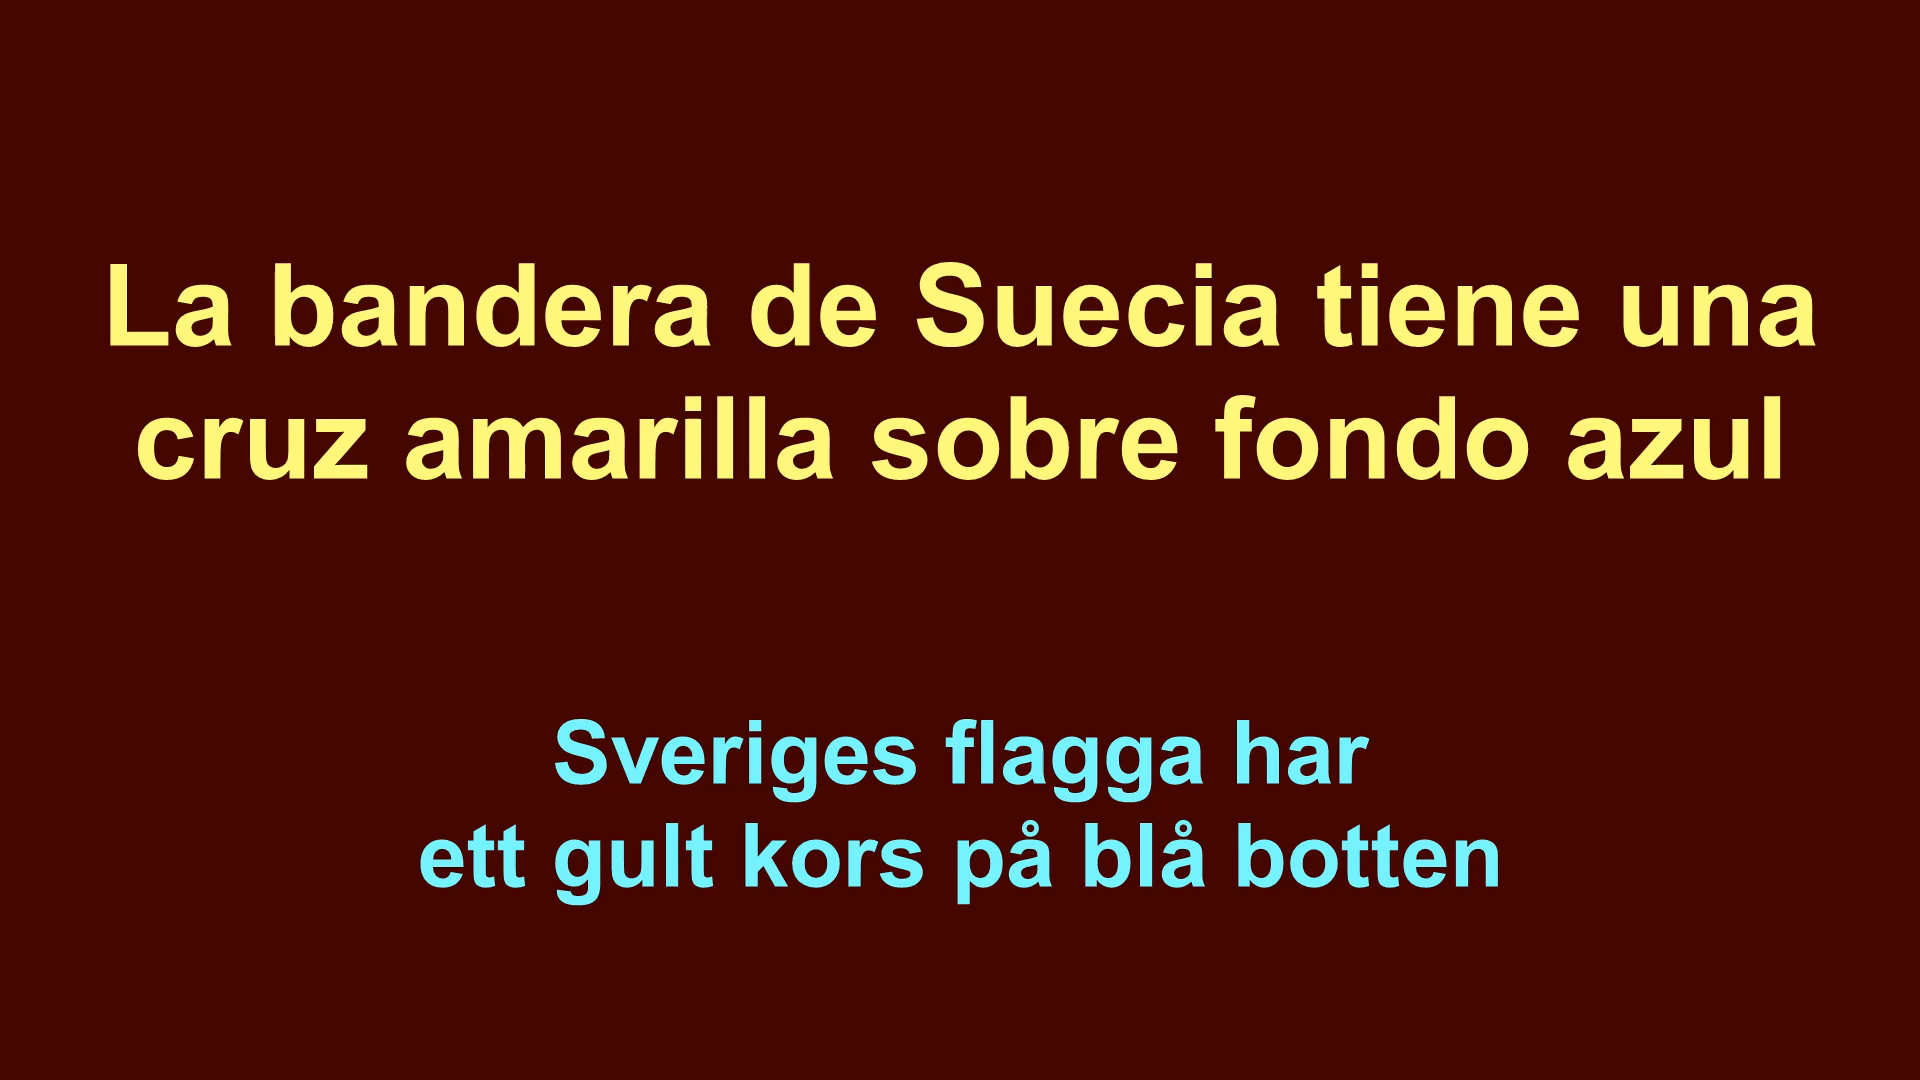 La bandera de Suecia tiene una
cruz amarilla sobre fondo azul
Sveriges flagga har
ett gult kors på blå botten